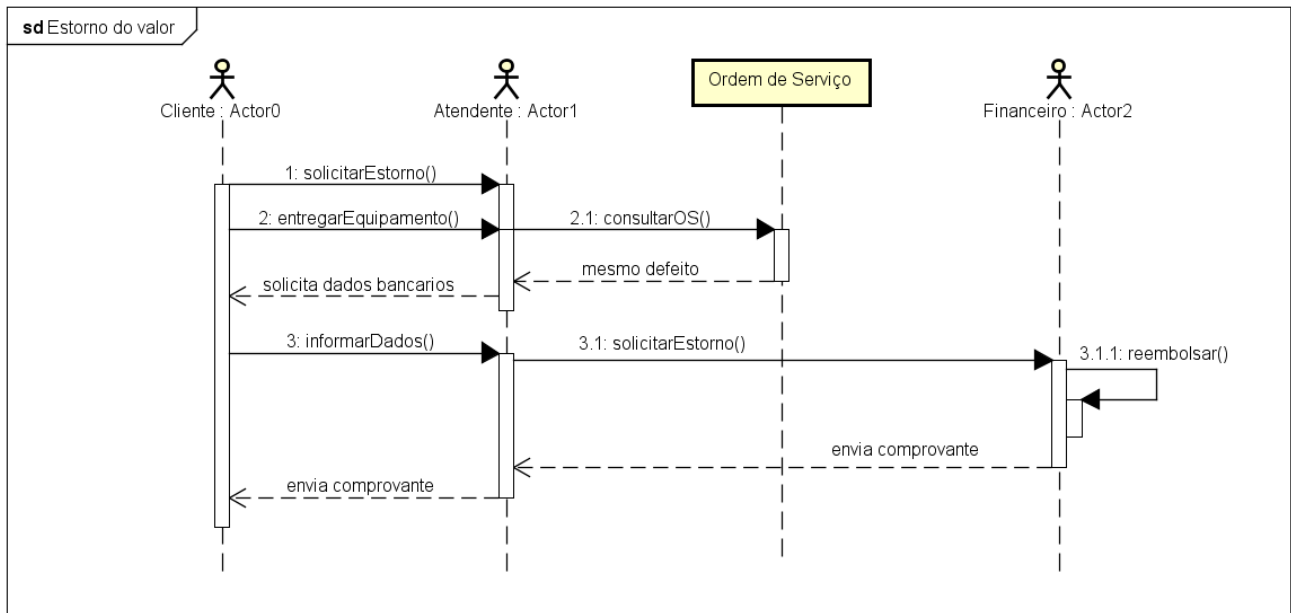 sd Estorno do valor
Cliente : Actor0
Atendente : Actor1
Ordem de Serviço
Financeiro : Actor2
1: solicitarEstorno()
2: entregarEquipamento()
2.1: consultarOS()
mesmo defeito
solicita dados bancarios
3: informarDados()
3.1: solicitarEstorno()
3.1.1: reembolsar()
envia comprovante
envia comprovante